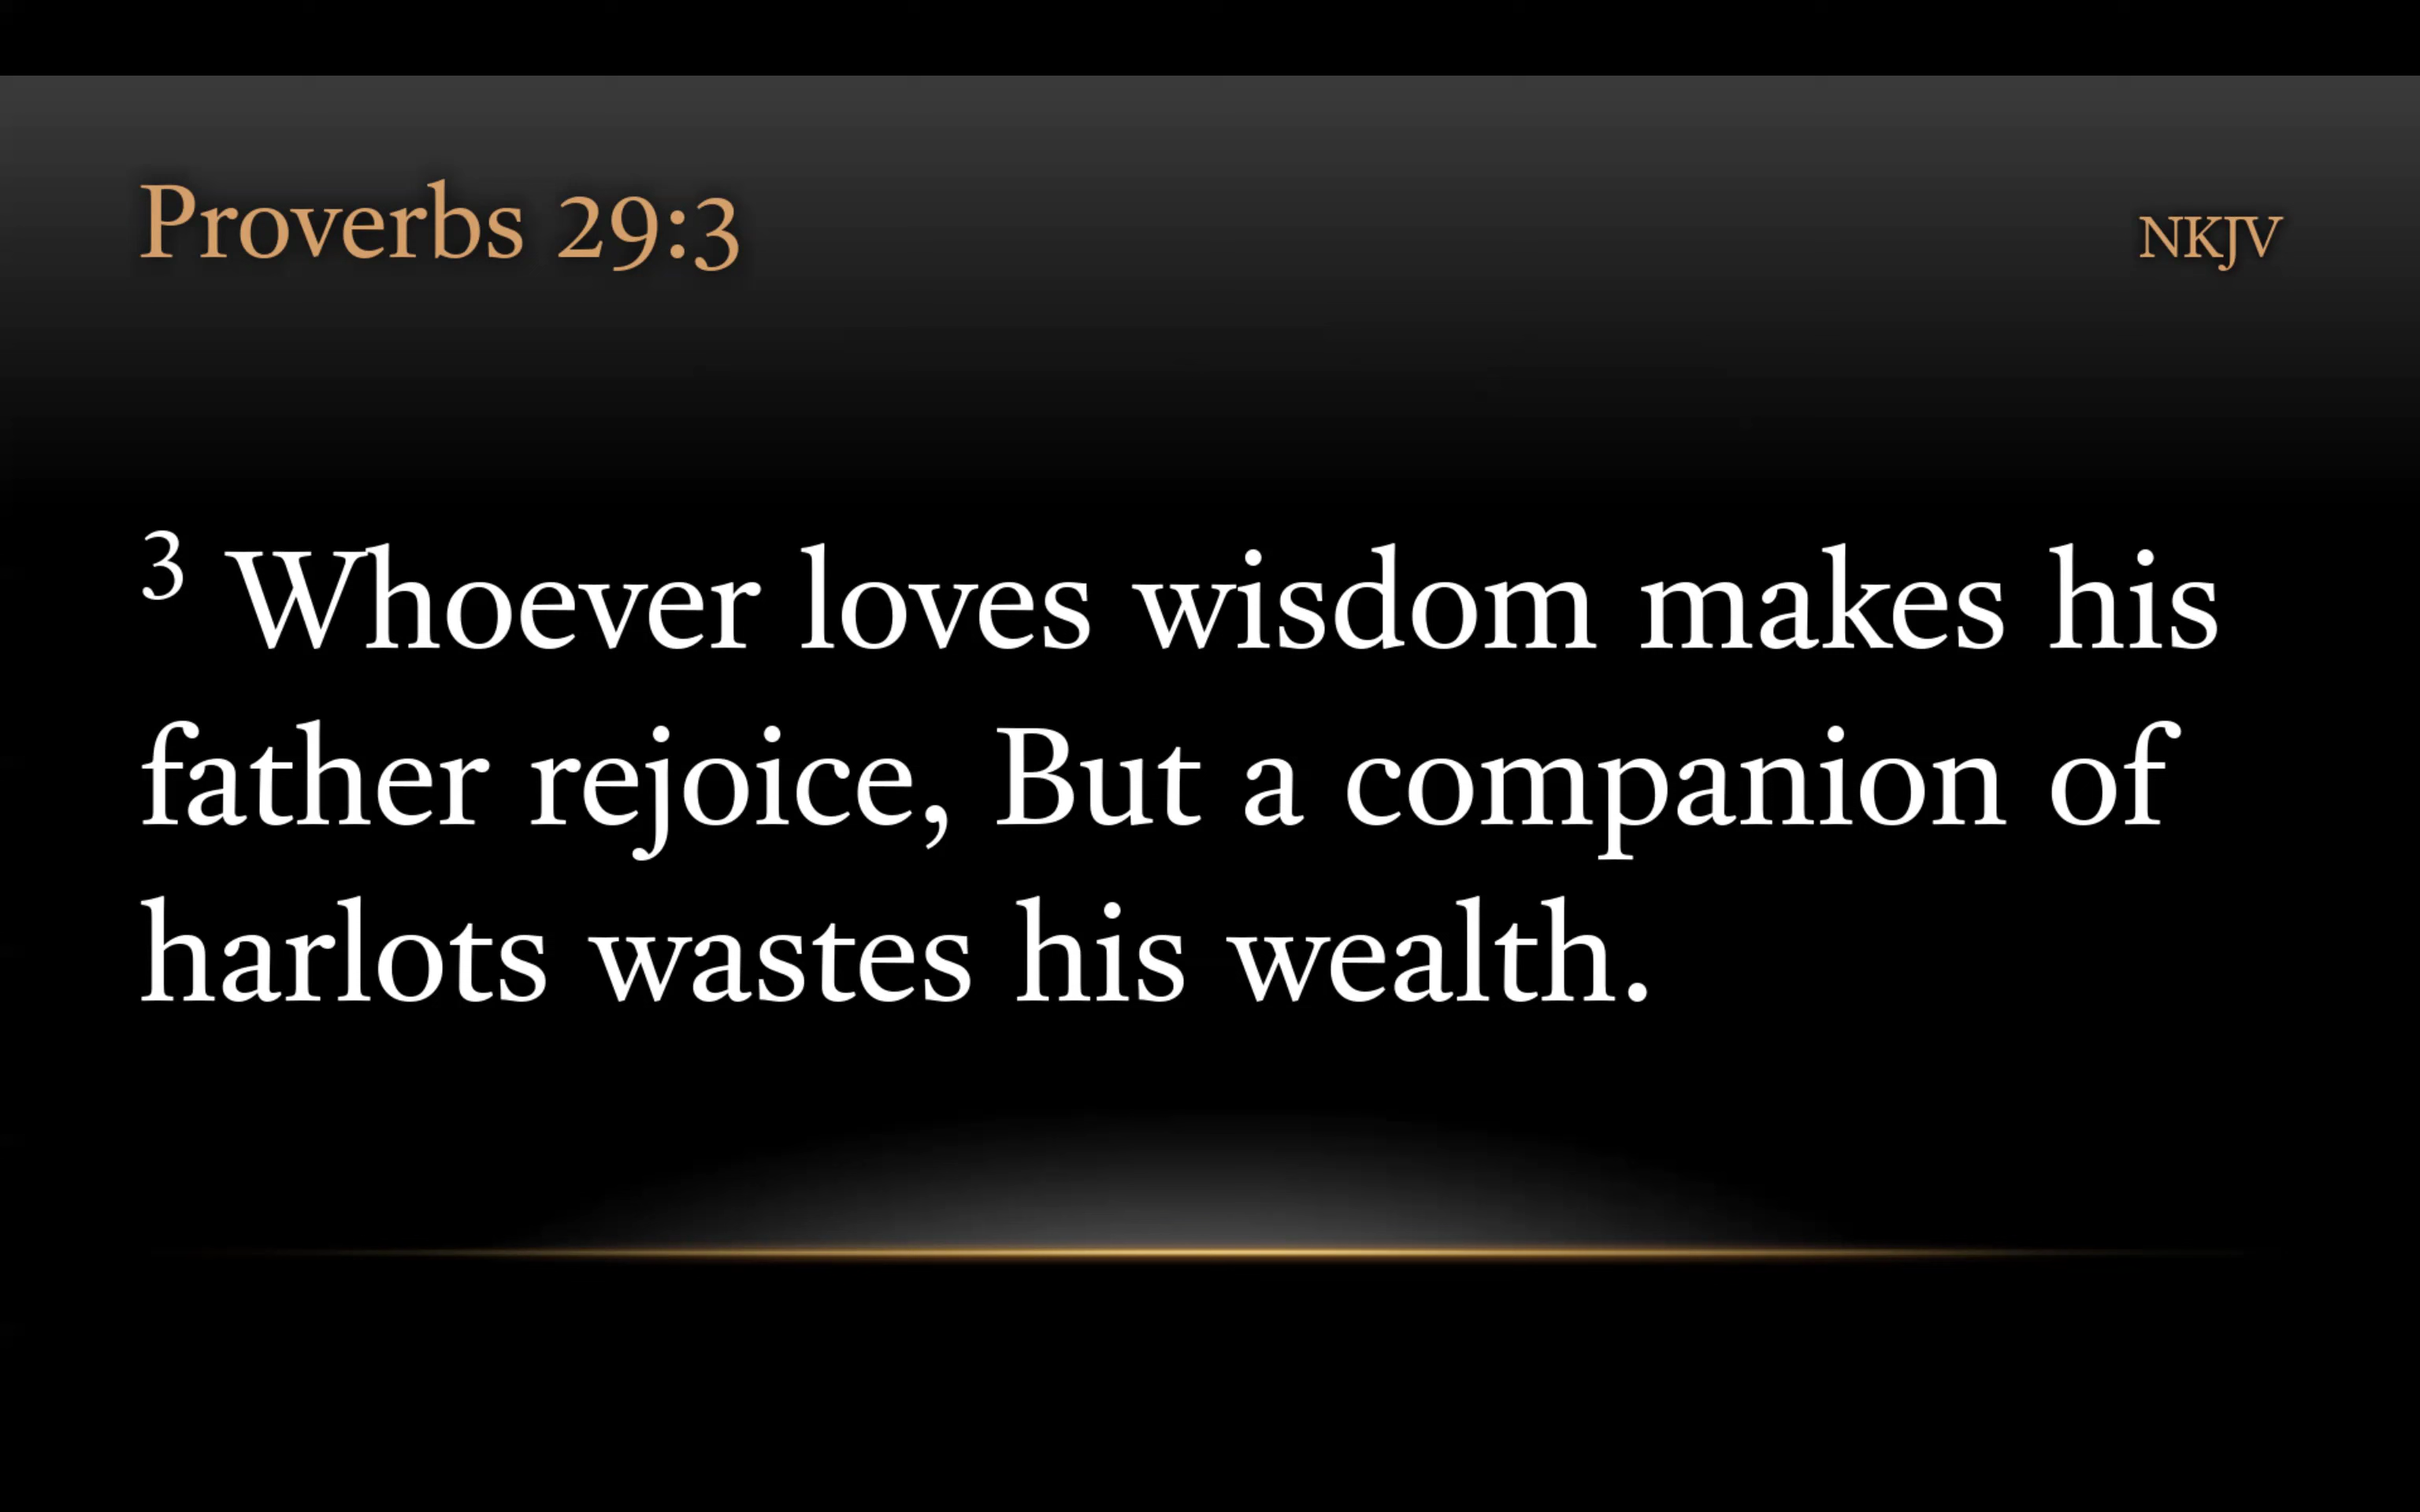 Proverbs 29:3
NKJV
3 Whoever loves wisdom makes his
father rejoice, But a companion of
harlots wastes his wealth.